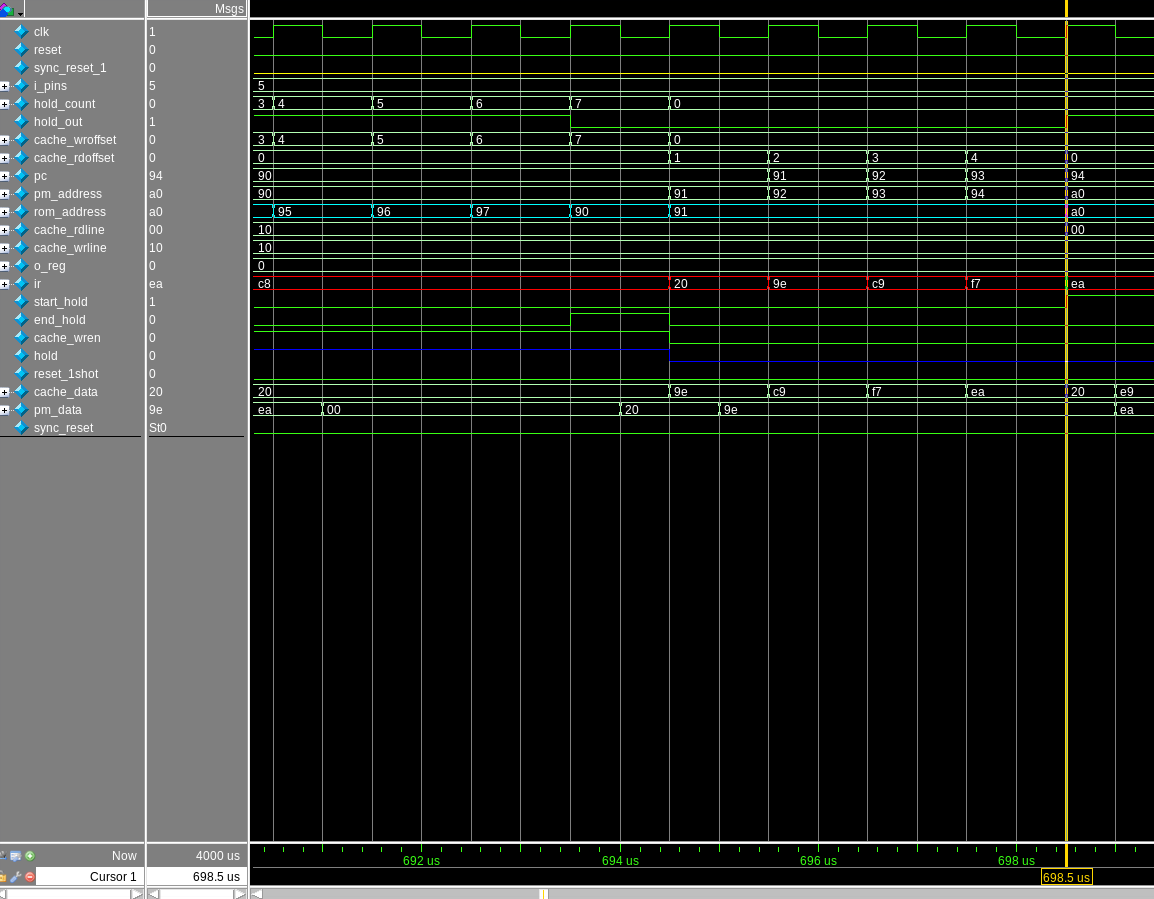 Msgs
clk 1
reset 0
sync_reset_1 0
i_pins 5 5
hold_count 0 3 4 5 6 7 0
hold_out 1
cache_wroffset 0 3 4 5 6 7 0
cache_rdoffset 0 0 1 2 3 4 0
pc 94 90 91 92 93 94
pm_address a0 90 91 92 93 94 a0
rom_address a0 95 96 97 90 91 a0
cache_rdline 00 10 00
cache_wrline 10 10
o_reg 0 0
ir ea c8 20 9e c9 f7 ea
start_hold 1
end_hold 0
cache_wren 0
hold 0
reset_1shot 0
cache_data 20 20 9e c9 f7 ea 20 e9
pm_data 9e ea 00 20 9e ea
sync_reset St0
Now 4000 us 692 us 694 us 696 us 698 us
Cursor 1 698.5 us 698.5 us